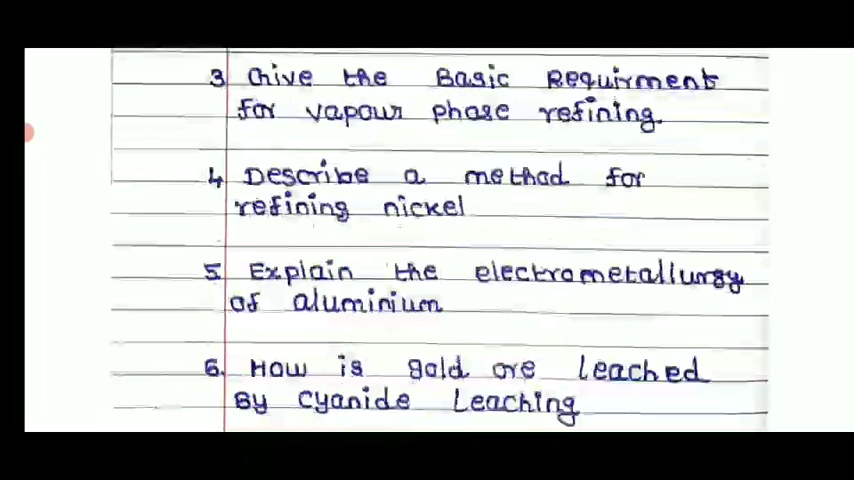 3 Give the Basic Requirment
for vapour phase refining.
4 Describe a method for
refining nickel
5. Explain the electrometallurgy
of aluminium
6. How is gold ore leached
By Cyanide Leaching